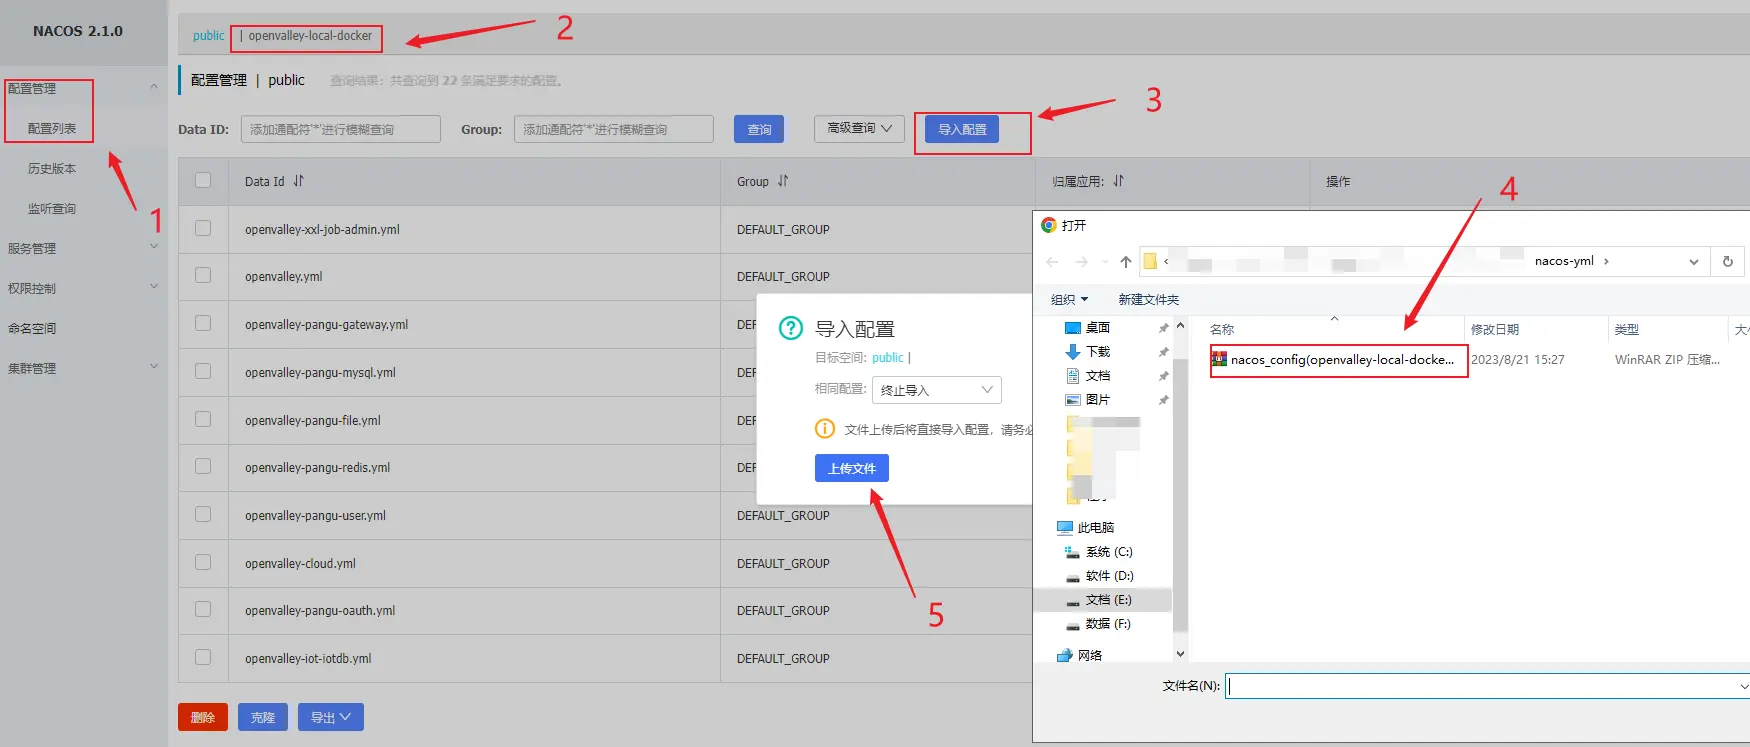 NACOS 2.1.0
public | openvalley-local-docker
2
配置管理
配置列表
历史版本
监听查询
服务管理
权限控制
命名空间
集群管理
1
配置管理 | public 查询结果：共查询到 22 条满足要求的配置。
3
Data ID: 添加通配符'*'进行模糊查询 Group: 添加通配符'*'进行模糊查询 查询 高级查询 导入配置
Data Id Group 归属应用: 操作
openvalley-xxl-job-admin.yml DEFAULT_GROUP
openvalley.yml DEFAULT_GROUP
openvalley-pangu-gateway.yml DEF
openvalley-pangu-mysql.yml DEF
openvalley-pangu-file.yml DEF
openvalley-pangu-redis.yml DEF
openvalley-pangu-user.yml DEFAULT_GROUP
openvalley-cloud.yml DEFAULT_GROUP
openvalley-pangu-oauth.yml DEFAULT_GROUP
openvalley-iot-iotdb.yml DEFAULT_GROUP
删除 克隆 导出
导入配置
目标空间: public |
相同配置: 终止导入
文件上传后将直接导入配置，请务必
上传文件
5
4
打开
nacos-yml
组织 新建文件夹
名称 修改日期 类型 大小
nacos_config(openvalley-local-docke... 2023/8/21 15:27 WinRAR ZIP 压缩...
桌面
下载
文档
图片
此电脑
系统 (C:)
软件 (D:)
文档 (E:)
数据 (F:)
网络
文件名(N):